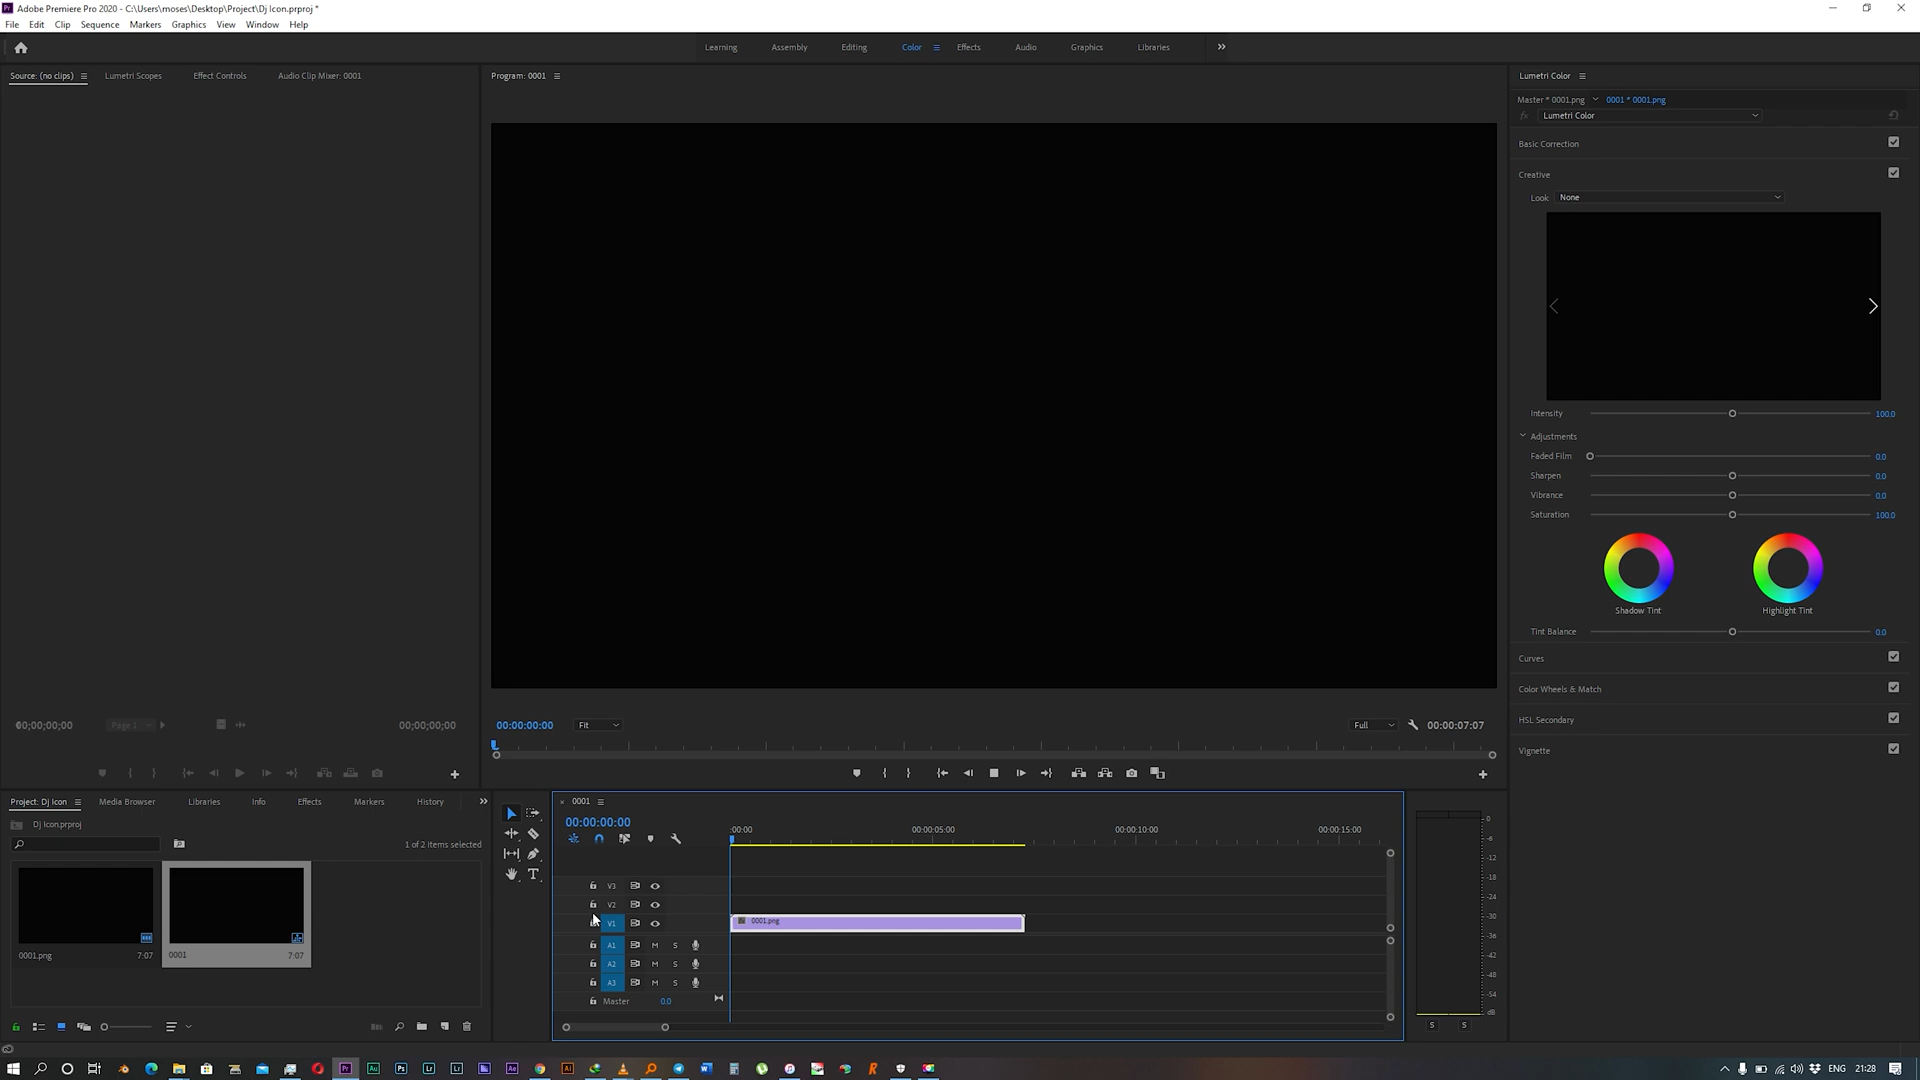 Adobe Premiere Pro 2020 - C:\Users\moses\Desktop\Project\Dj Icon.prproj *
File Edit Clip Sequence Markers Graphics View Window Help
Learning Assembly Editing Color Effects Audio Graphics Libraries
Source: (no clips) Lumetri Scopes Effect Controls Audio Clip Mixer: 0001
Program: 0001
Lumetri Color
Master * 0001.png 0001 * 0001.png
fx Lumetri Color
Basic Correction
Creative
Look None
Intensity 100.0
Adjustments
Faded Film 0.0
Sharpen 0.0
Vibrance 0.0
Saturation 100.0
Shadow Tint Highlight Tint
Tint Balance 0.0
Curves
Color Wheels & Match
HSL Secondary
Vignette
00;00;00;00 Page 1 00;00;00;00
00:00:00:00 Fit Full 00:00:07:07
Project: Dj Icon Media Browser Libraries Info Effects Markers History
Dj Icon.prproj
1 of 2 items selected
0001.png 7:07
0001 7:07
0001
00:00:00:00
:00:00 00:00:05:00 00:00:10:00 00:00:15:00
V3
V2
V1 0001.png
A1 M S
A2 M S
A3 M S
Master 0.0
0
-6
-12
-18
-24
-30
-36
-42
-48
-54
dB
S S
Pr Au Ps Lr Lr Ae Ai W R ENG 21:28